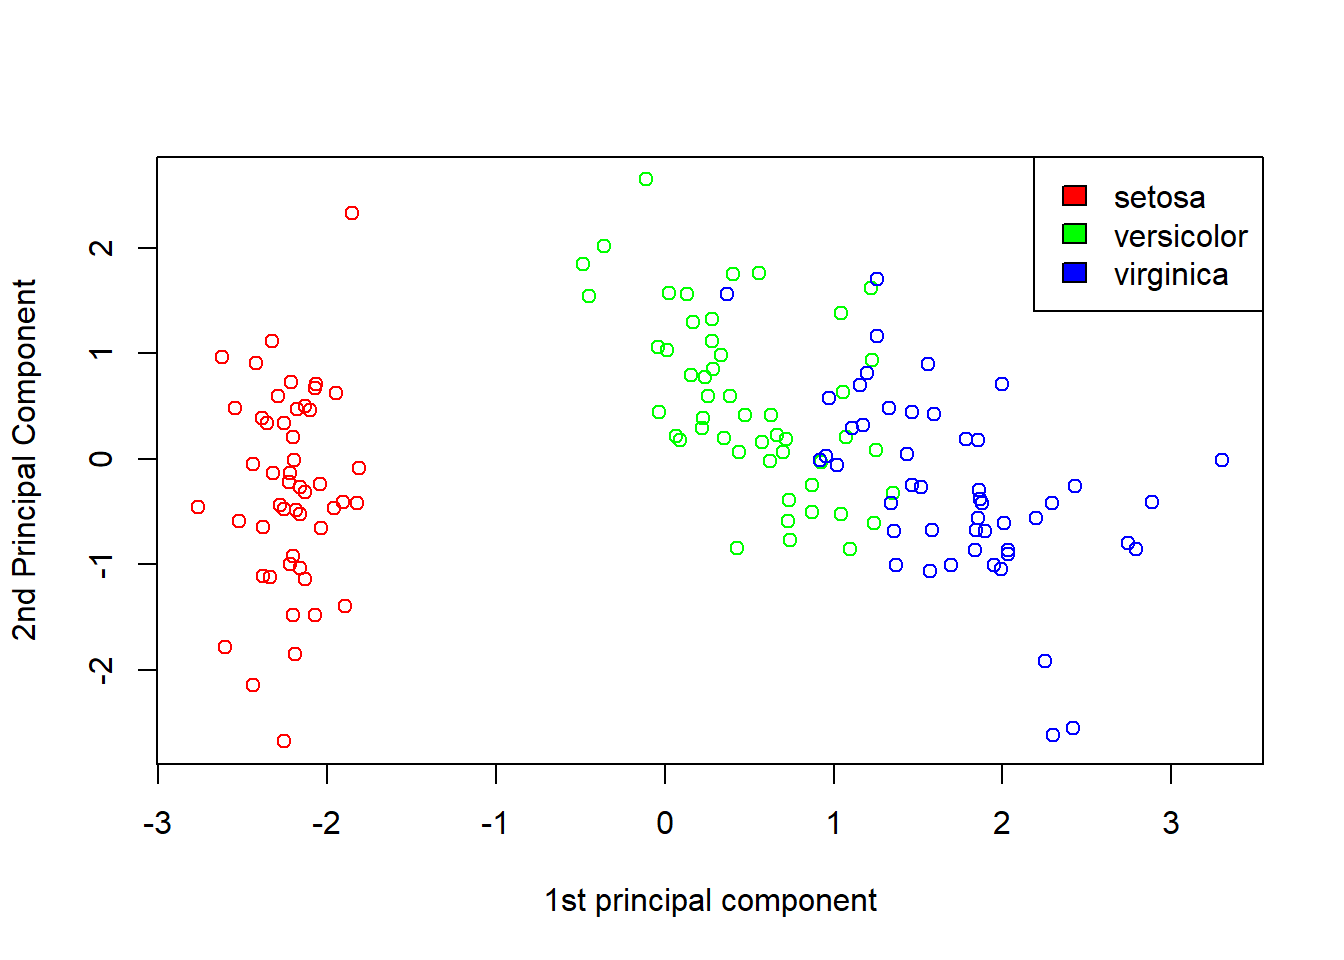 setosa
versicolor
virginica
2nd Principal Component
2
1
0
-1
-2
-3
-2
-1
0
1
2
3
1st principal component